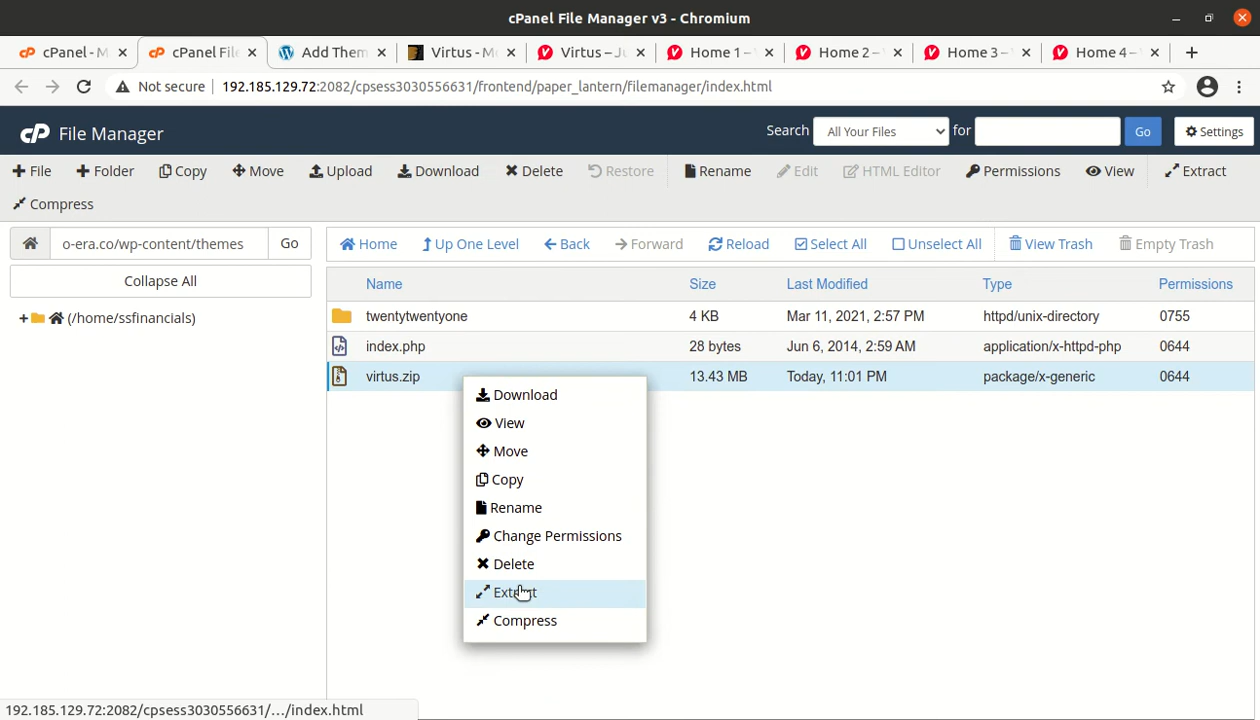 cPanel File Manager v3 - Chromium
cPanel - M
cPanel File
Add Them
Virtus - Mo
Virtus – Ju
Home 1 –
Home 2 –
Home 3 –
Home 4 –
Not secure
192.185.129.72:2082/cpsess3030556631/frontend/paper_lantern/filemanager/index.html
cP File Manager
Search All Your Files for Go Settings
File Folder Copy Move Upload Download Delete Restore Rename Edit HTML Editor Permissions View Extract
Compress
o-era.co/wp-content/themes Go
Home Up One Level Back Forward Reload Select All Unselect All View Trash Empty Trash
Collapse All
(/home/ssfinancials)
Name Size Last Modified Type Permissions
twentytwentyone 4 KB Mar 11, 2021, 2:57 PM httpd/unix-directory 0755
index.php 28 bytes Jun 6, 2014, 2:59 AM application/x-httpd-php 0644
virtus.zip 13.43 MB Today, 11:01 PM package/x-generic 0644
Download
View
Move
Copy
Rename
Change Permissions
Delete
Extract
Compress
192.185.129.72:2082/cpsess3030556631/…/index.html